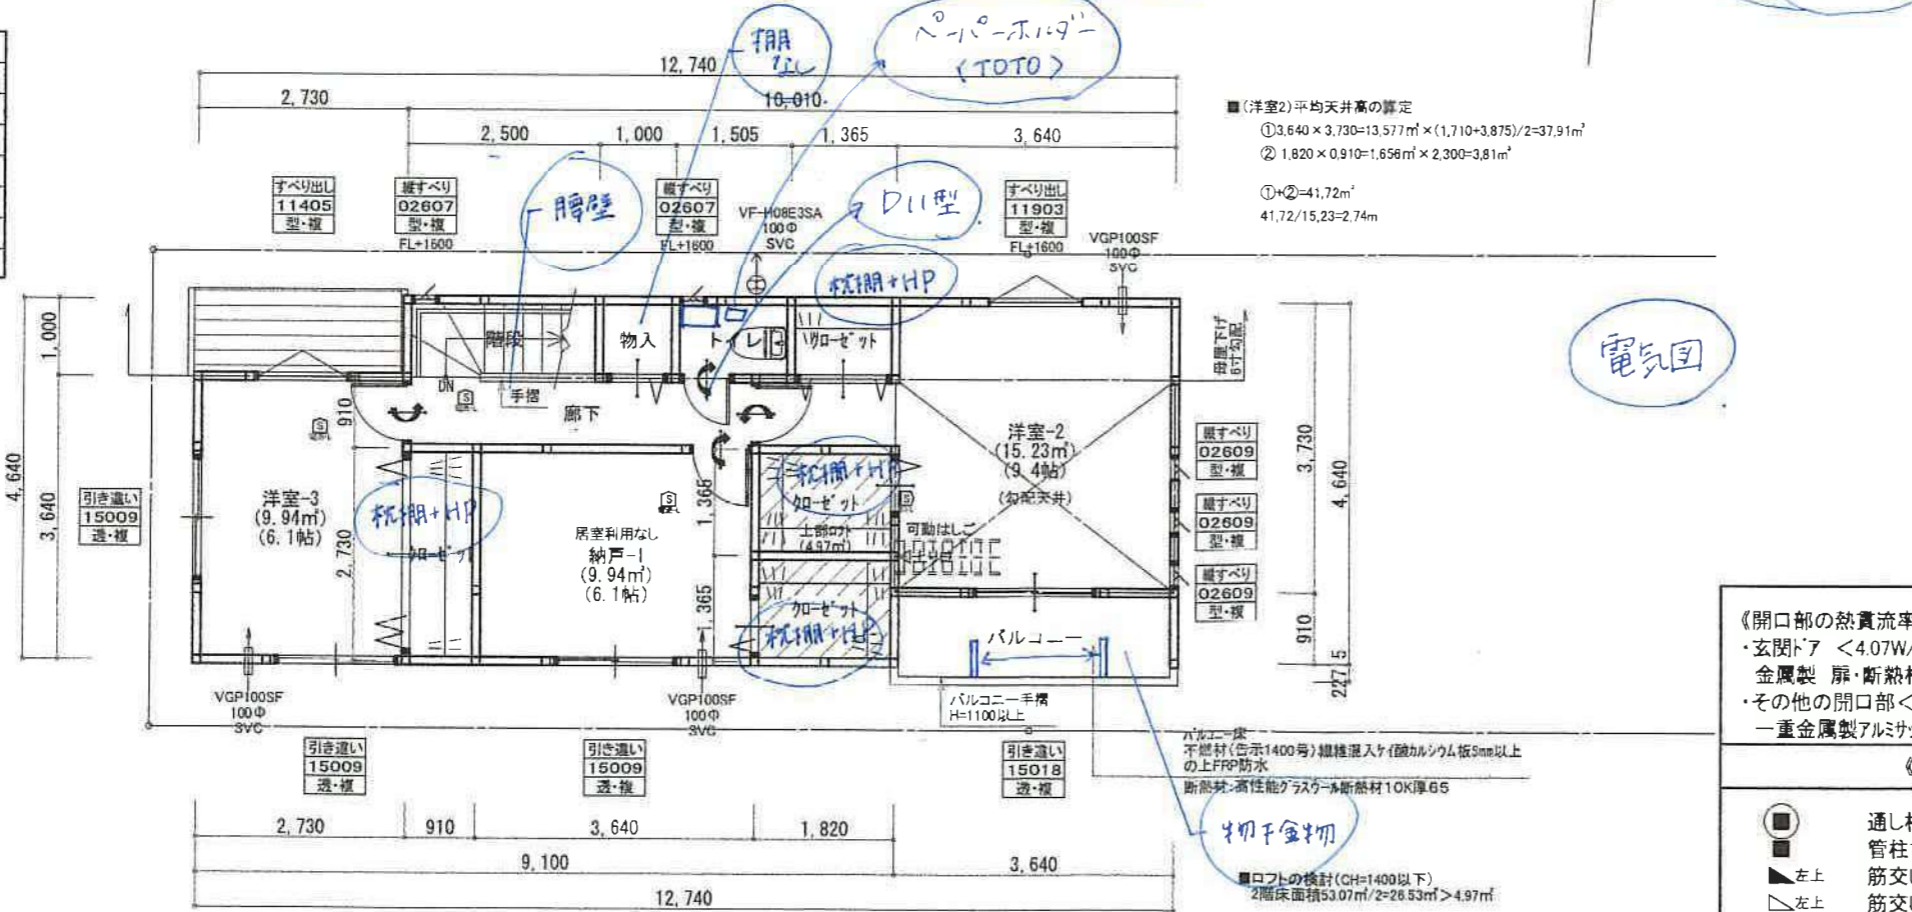 棚
なし
ペーパーホルダー
〈TOTO〉
12,740
2,730
10,010
2,500
1,000
1,505
1,365
3,640
■(洋室2)平均天井高の算定
①3,640×3,730=13,577㎡×(1,710+3,875)/2=37,91㎡
② 1,820×0,910=1,656㎡×2,300=3,81㎡
①+②=41,72㎡
41,72/15,23=2,74m
すべり出し
11405
型・複
縦すべり
02607
型・複
FL+1600
腰壁
縦すべり
02607
型・複
FL+1600
VF-H08E3SA
100Φ
SVC
D11型
すべり出し
11903
型・複
FL+1600
VGP100SF
100Φ
SVC
枕棚+HP
電気図
1,000
4,640
3,640
階段
DN
手摺
物入
トイレ
クローゼット
母屋下げ
6寸勾配
廊下
910
洋室-2
(15.23㎡)
(9.4帖)
(勾配天井)
縦すべり
02609
型・複
縦すべり
02609
型・複
縦すべり
02609
型・複
3,730
4,640
910
227.5
引き違い
15009
透・複
洋室-3
(9.94㎡)
(6.1帖)
2,730
枕棚+HP
クローゼット
居室利用なし
納戸-1
(9.94㎡)
(6.1帖)
1,365
1,365
枕棚+HP
クローゼット
上部ロフト
(4.97㎡)
可動はしご
クローゼット
枕棚+HP
バルコニー
VGP100SF
100Φ
SVC
VGP100SF
100Φ
SVC
バルコニー手摺
H=1100以上
引き違い
15009
透・複
引き違い
15009
透・複
引き違い
15018
透・複
バルコニー床
不燃材(告示1400号)繊維混入ケイ酸カルシウム板5mm以上
の上FRP防水
断熱材:高性能グラスウール断熱材10K厚65
物干金物
2,730
910
3,640
1,820
9,100
3,640
12,740
■ロフトの検討(CH=1400以下)
2階床面積53.07㎡/2=26.53㎡>4.97㎡
《開口部の熱貫流率
・玄関ドア <4.07W/
金属製 扉・断熱
・その他の開口部<
一重金属製アルミサッ
《
通し
管柱
左上 筋交
左上 筋交